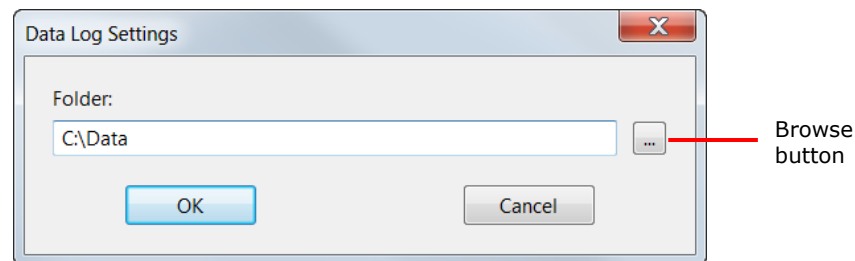 Data Log Settings
X
Folder:
C:\Data
...
Browse
button
OK
Cancel